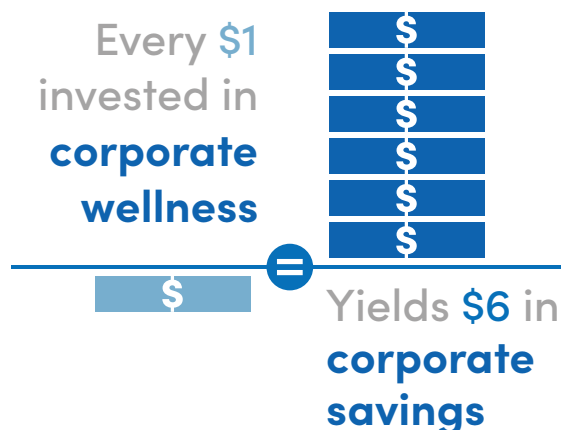 Every $1
invested in
corporate
wellness
$
$
$
$
$
$
=
$
Yields $6 in
corporate
savings